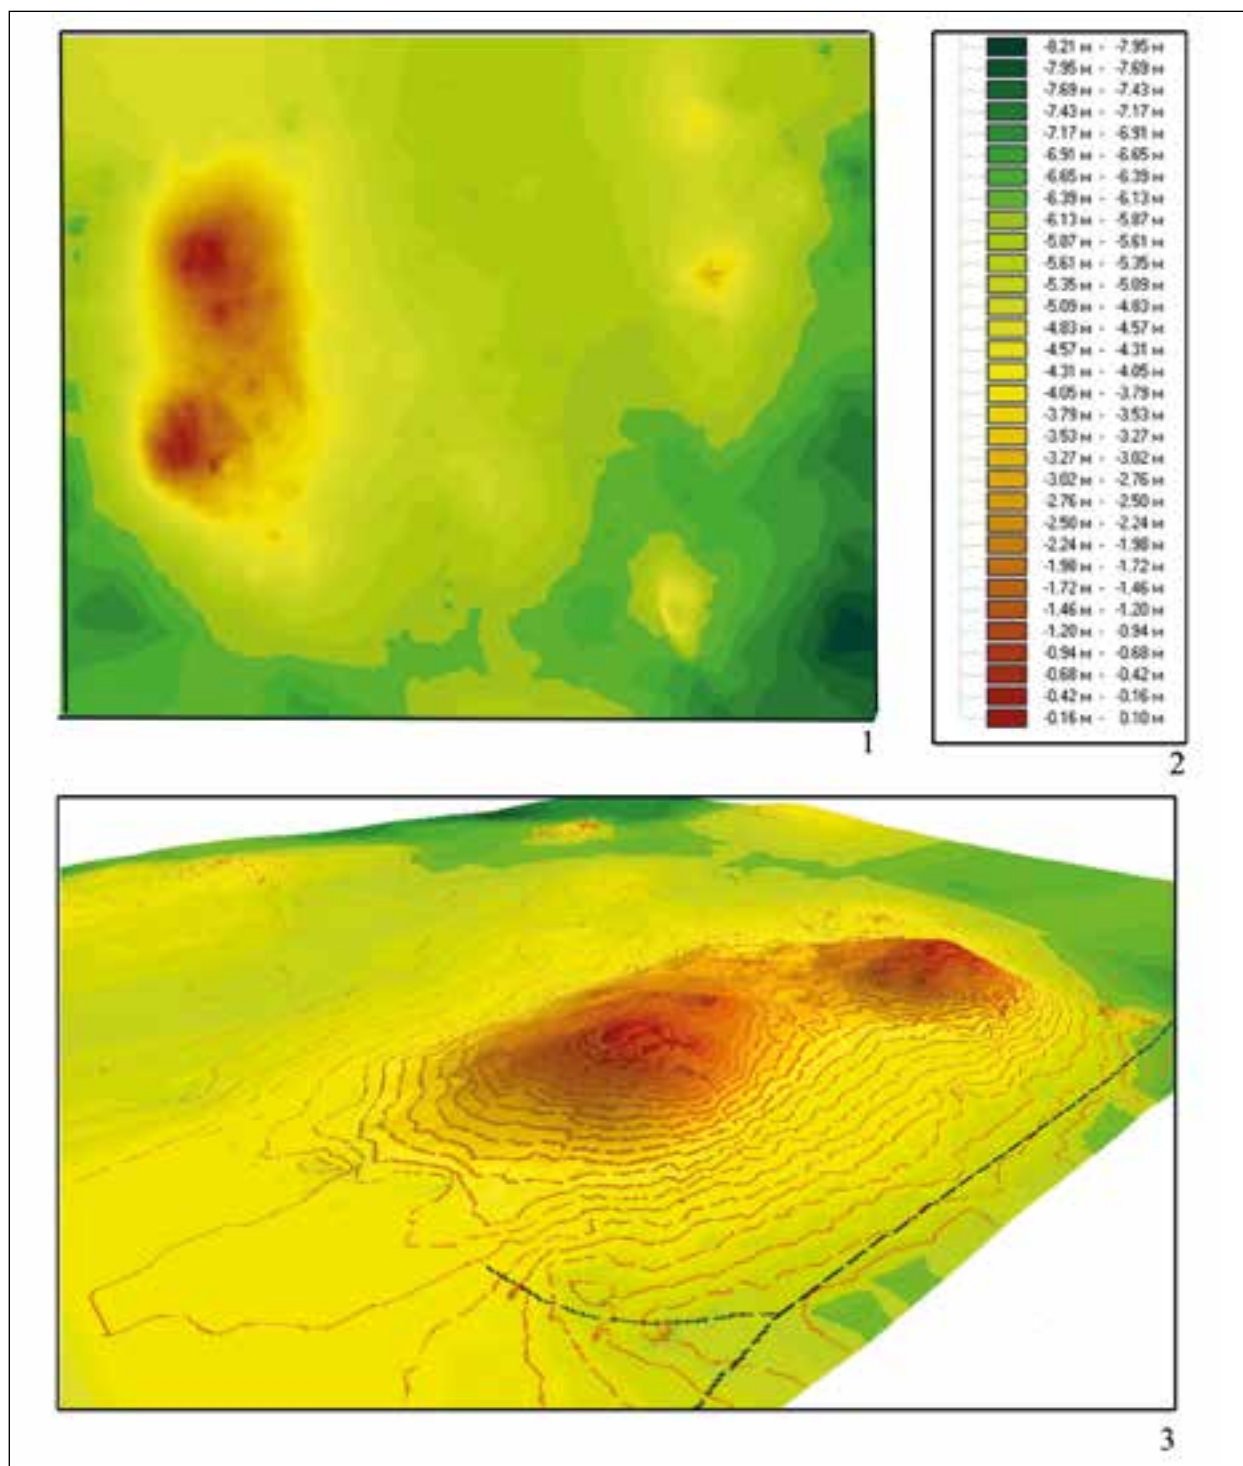 -8.21 м - -7.95 м
-7.95 м - -7.69 м
-7.69 м - -7.43 м
-7.43 м - -7.17 м
-7.17 м - -6.91 м
-6.91 м - -6.65 м
-6.65 м - -6.39 м
-6.39 м - -6.13 м
-6.13 м - -5.87 м
-5.87 м - -5.61 м
-5.61 м - -5.35 м
-5.35 м - -5.09 м
-5.09 м - -4.83 м
-4.83 м - -4.57 м
-4.57 м - -4.31 м
-4.31 м - -4.05 м
-4.05 м - -3.79 м
-3.79 м - -3.53 м
-3.53 м - -3.27 м
-3.27 м - -3.02 м
-3.02 м - -2.76 м
-2.76 м - -2.50 м
-2.50 м - -2.24 м
-2.24 м - -1.98 м
-1.98 м - -1.72 м
-1.72 м - -1.46 м
-1.46 м - -1.20 м
-1.20 м - -0.94 м
-0.94 м - -0.68 м
-0.68 м - -0.42 м
-0.42 м - -0.16 м
-0.16 м - 0.10 м
1
2
3